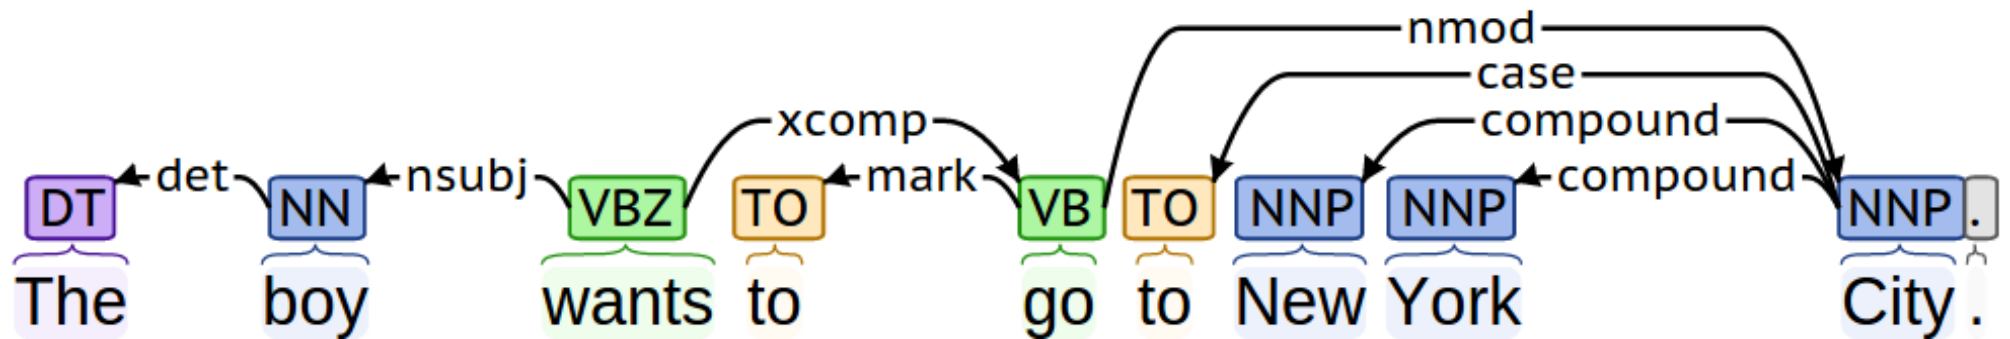 nmod
case
xcomp compound
det nsubj mark compound
DT NN VBZ TO VB TO NNP NNP NNP .
The boy wants to go to New York City .